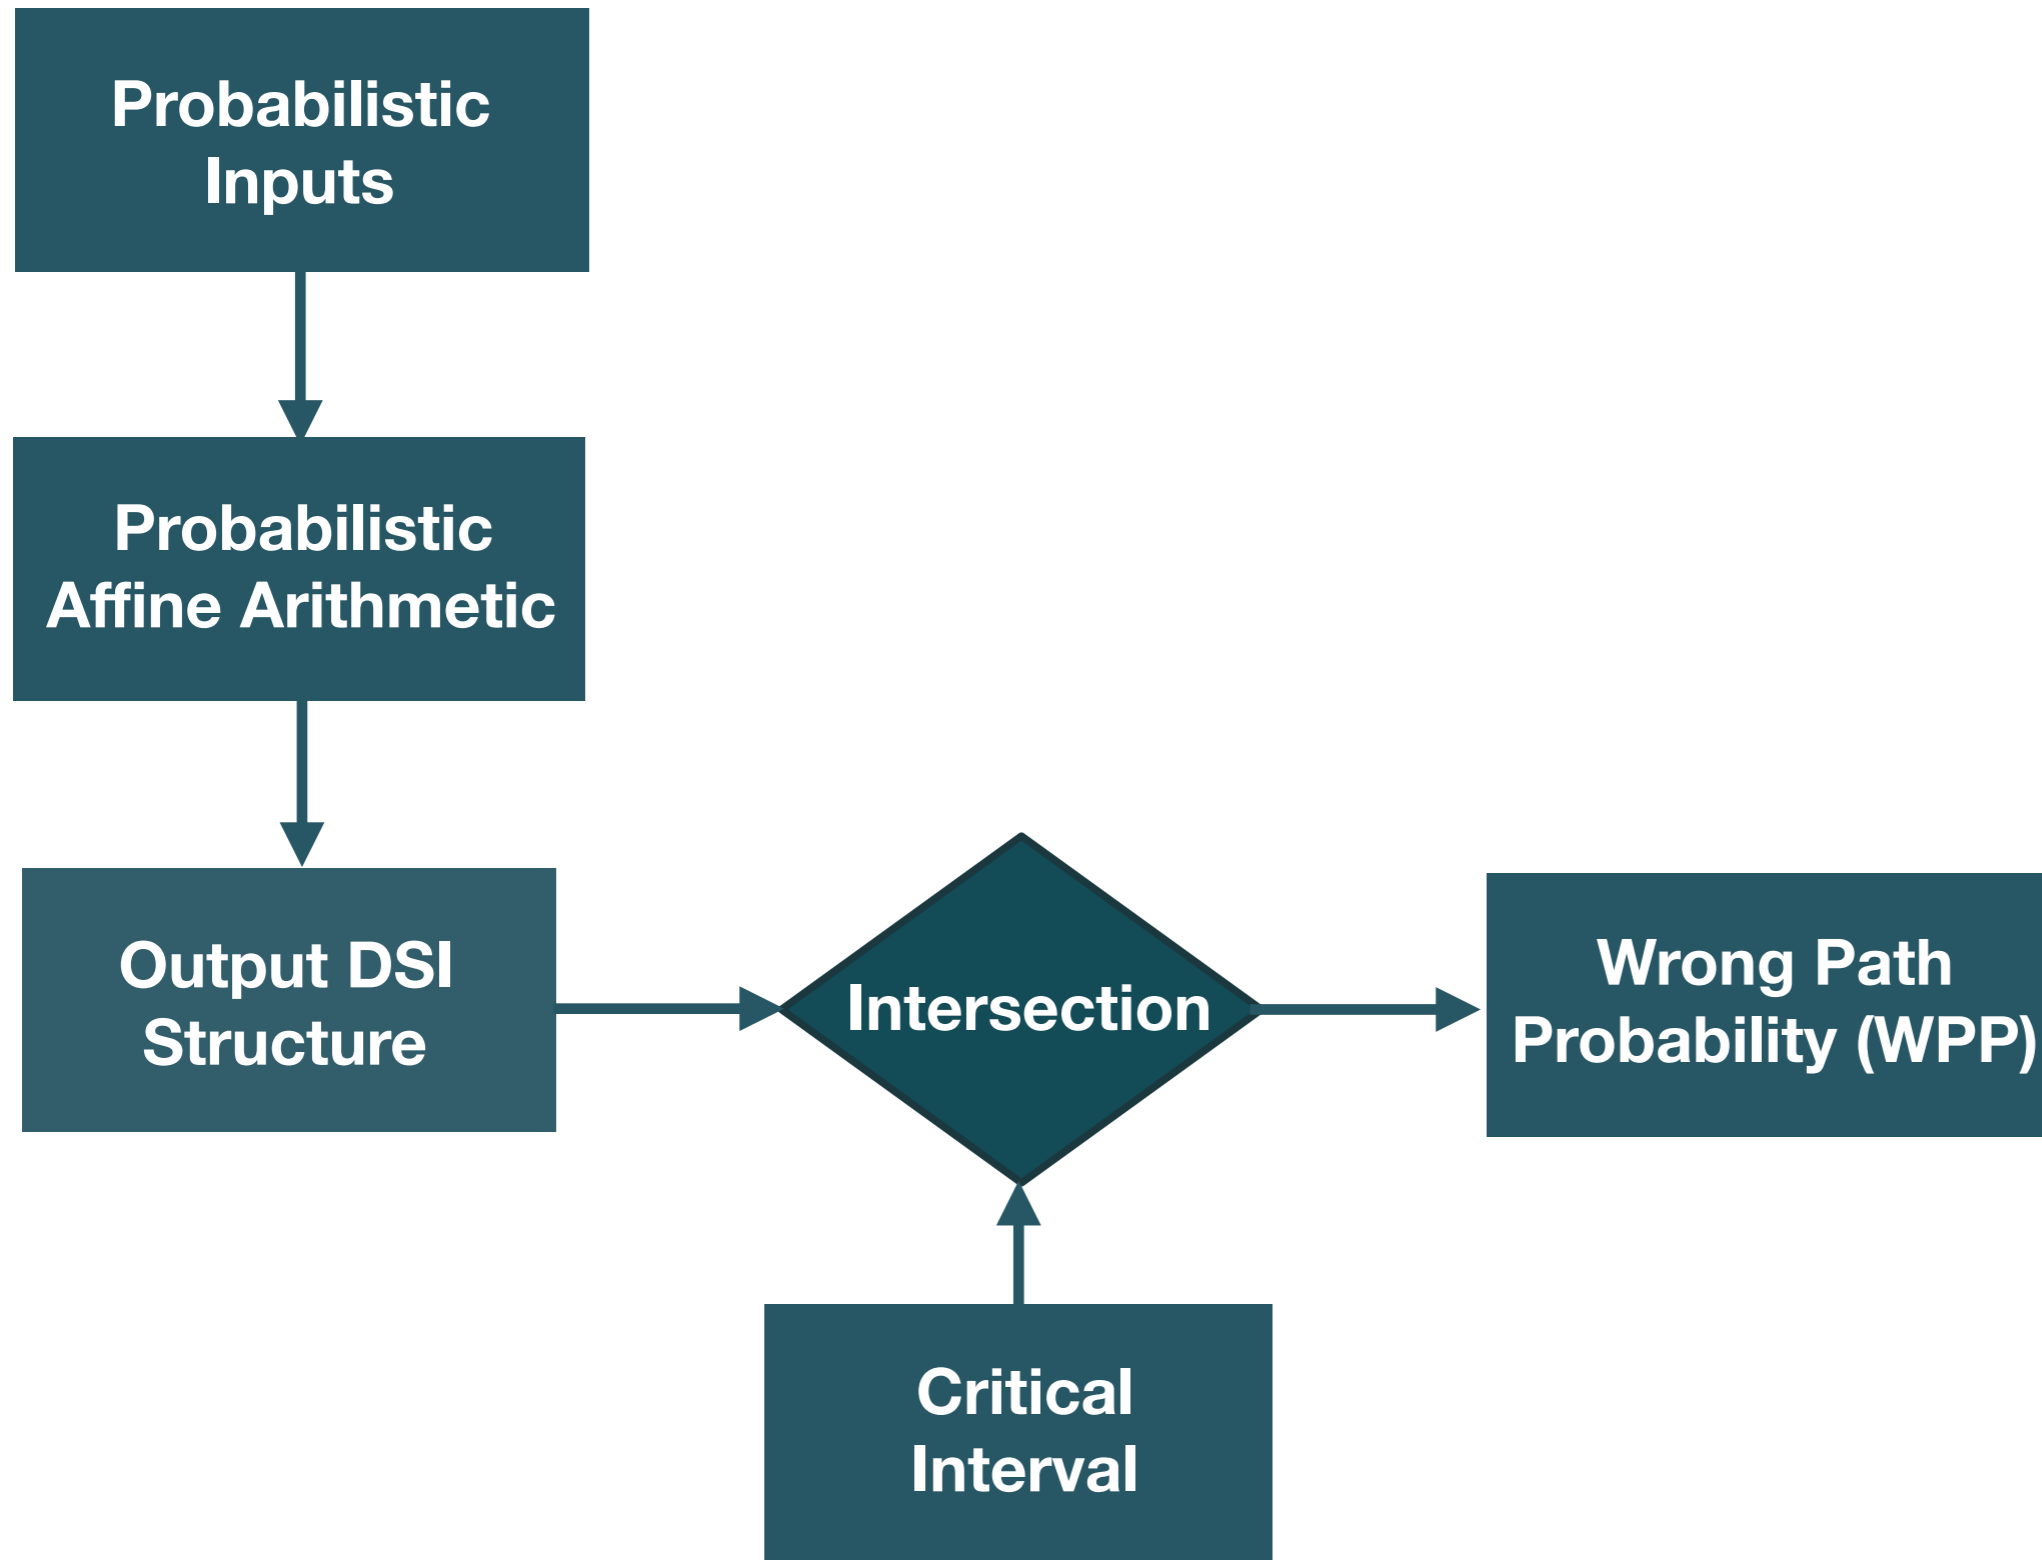 Probabilistic
Inputs
Probabilistic
Affine Arithmetic
Output DSI
Structure
Intersection
Wrong Path
Probability (WPP)
Critical
Interval